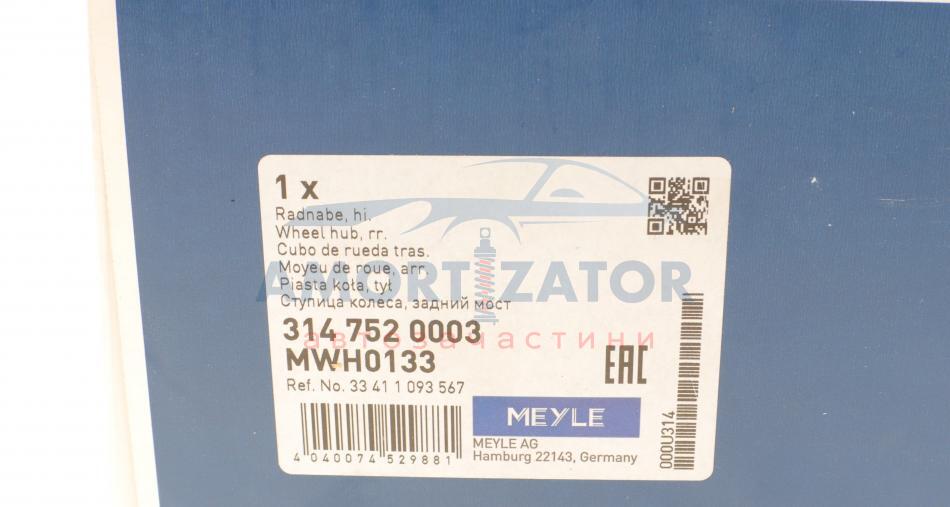 1 x
Radnabe, hi.
Wheel hub, rr.
Cubo de rueda tras.
Moyeu de roue, arr.
Piasta koła, tył
Ступица колеса, задний мост
AMORTIZATOR
314 752 0003
автозапчастини
MWH0133
EAC
Ref. No. 33 41 1 093 567
MEYLE
MEYLE AG
Hamburg 22143, Germany
4 040074 529881
000U314